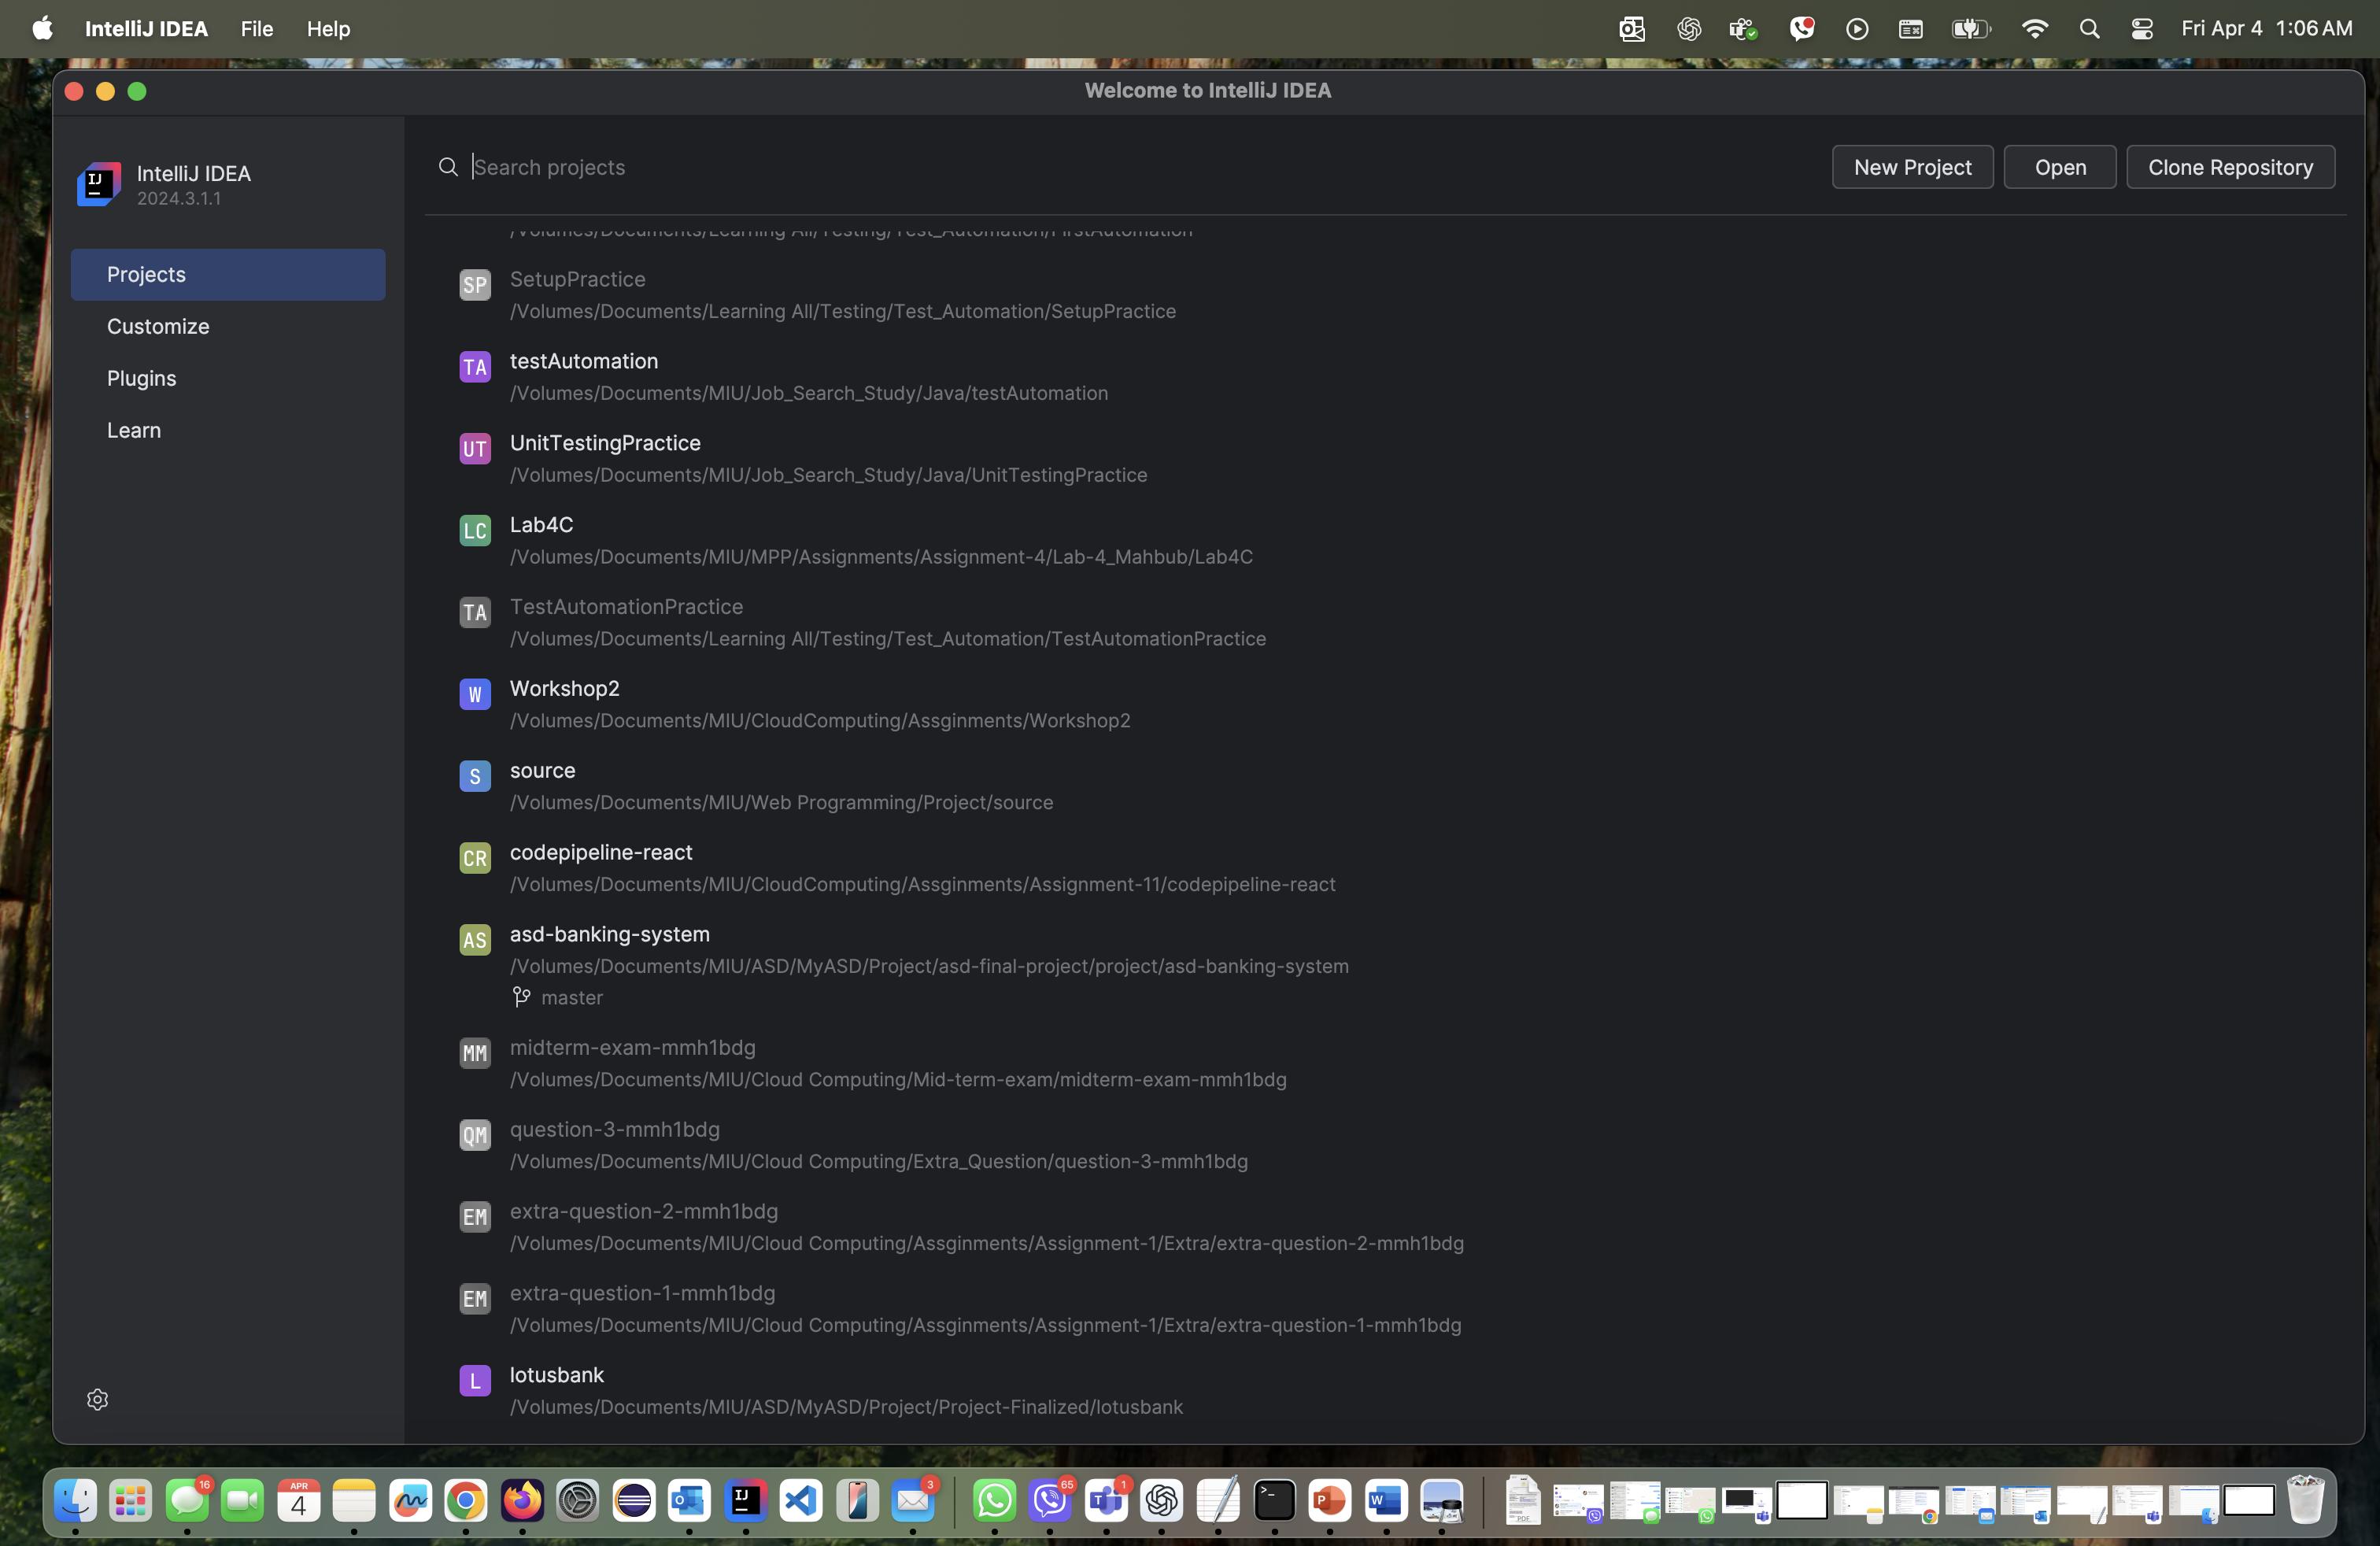 IntelliJ IDEA File Help Fri Apr 4 1:06 AM
Welcome to IntelliJ IDEA
IntelliJ IDEA
2024.3.1.1
Projects
Customize
Plugins
Learn
Search projects
New Project Open Clone Repository
/Volumes/Documents/Learning All/Testing/Test_Automation/FirstAutomation
SP SetupPractice
/Volumes/Documents/Learning All/Testing/Test_Automation/SetupPractice
TA testAutomation
/Volumes/Documents/MIU/Job_Search_Study/Java/testAutomation
UT UnitTestingPractice
/Volumes/Documents/MIU/Job_Search_Study/Java/UnitTestingPractice
LC Lab4C
/Volumes/Documents/MIU/MPP/Assignments/Assignment-4/Lab-4_Mahbub/Lab4C
TA TestAutomationPractice
/Volumes/Documents/Learning All/Testing/Test_Automation/TestAutomationPractice
W Workshop2
/Volumes/Documents/MIU/CloudComputing/Assginments/Workshop2
S source
/Volumes/Documents/MIU/Web Programming/Project/source
CR codepipeline-react
/Volumes/Documents/MIU/CloudComputing/Assginments/Assignment-11/codepipeline-react
AS asd-banking-system
/Volumes/Documents/MIU/ASD/MyASD/Project/asd-final-project/project/asd-banking-system
master
MM midterm-exam-mmh1bdg
/Volumes/Documents/MIU/Cloud Computing/Mid-term-exam/midterm-exam-mmh1bdg
QM question-3-mmh1bdg
/Volumes/Documents/MIU/Cloud Computing/Extra_Question/question-3-mmh1bdg
EM extra-question-2-mmh1bdg
/Volumes/Documents/MIU/Cloud Computing/Assginments/Assignment-1/Extra/extra-question-2-mmh1bdg
EM extra-question-1-mmh1bdg
/Volumes/Documents/MIU/Cloud Computing/Assginments/Assignment-1/Extra/extra-question-1-mmh1bdg
L lotusbank
/Volumes/Documents/MIU/ASD/MyASD/Project/Project-Finalized/lotusbank
16 APR 4 IJ 3 65 1 PDF